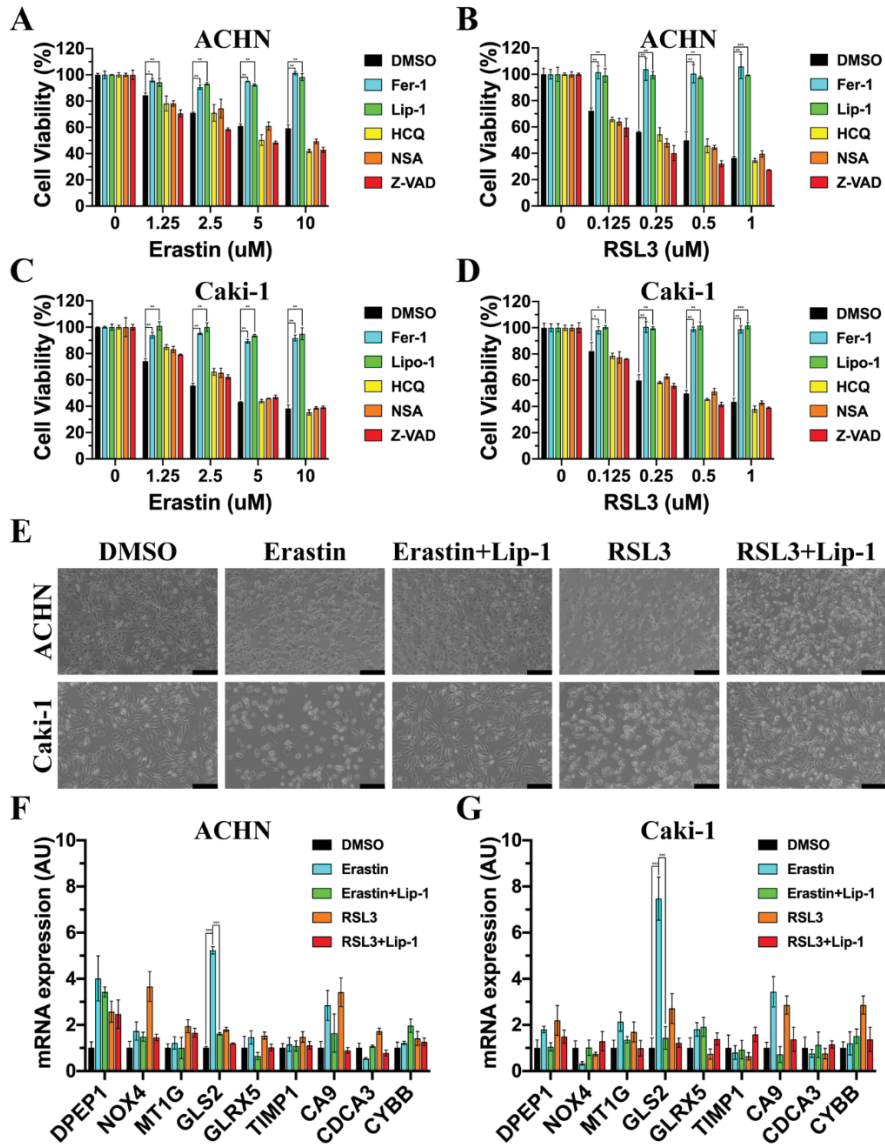 A
ACHN
Cell Viability (%)
120
100
80
60
40
20
0
0 1.25 2.5 5 10
Erastin (uM)
DMSO
Fer-1
Lip-1
HCQ
NSA
Z-VAD
B
ACHN
Cell Viability (%)
120
100
80
60
40
20
0
0 0.125 0.25 0.5 1
RSL3 (uM)
DMSO
Fer-1
Lip-1
HCQ
NSA
Z-VAD
C
Caki-1
Cell Viability (%)
120
100
80
60
40
20
0
0 1.25 2.5 5 10
Erastin (uM)
DMSO
Fer-1
Lipo-1
HCQ
NSA
Z-VAD
D
Caki-1
Cell Viability (%)
120
100
80
60
40
20
0
0 0.125 0.25 0.5 1
RSL3 (uM)
DMSO
Fer-1
Lipo-1
HCQ
NSA
Z-VAD
E
DMSO Erastin Erastin+Lip-1 RSL3 RSL3+Lip-1
ACHN
Caki-1
F
ACHN
mRNA expression (AU)
10
8
6
4
2
0
DPEP1 NOX4 MT1G GLS2 GLRX5 TIMP1 CA9 CDCA3 CYBB
DMSO
Erastin
Erastin+Lip-1
RSL3
RSL3+Lip-1
G
Caki-1
mRNA expression (AU)
10
8
6
4
2
0
DPEP1 NOX4 MT1G GLS2 GLRX5 TIMP1 CA9 CDCA3 CYBB
DMSO
Erastin
Erastin+Lip-1
RSL3
RSL3+Lip-1